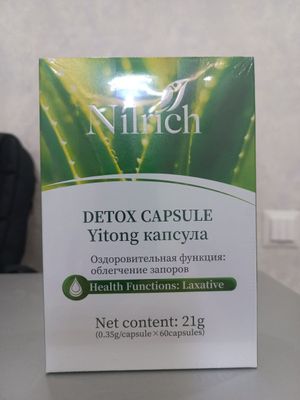 Nilrich
DETOX CAPSULE
Yitong капсула
Оздоровительная функция:
облегчение запоров
Health Functions: Laxative
Net content: 21g
(0.35g/capsule×60capsules)